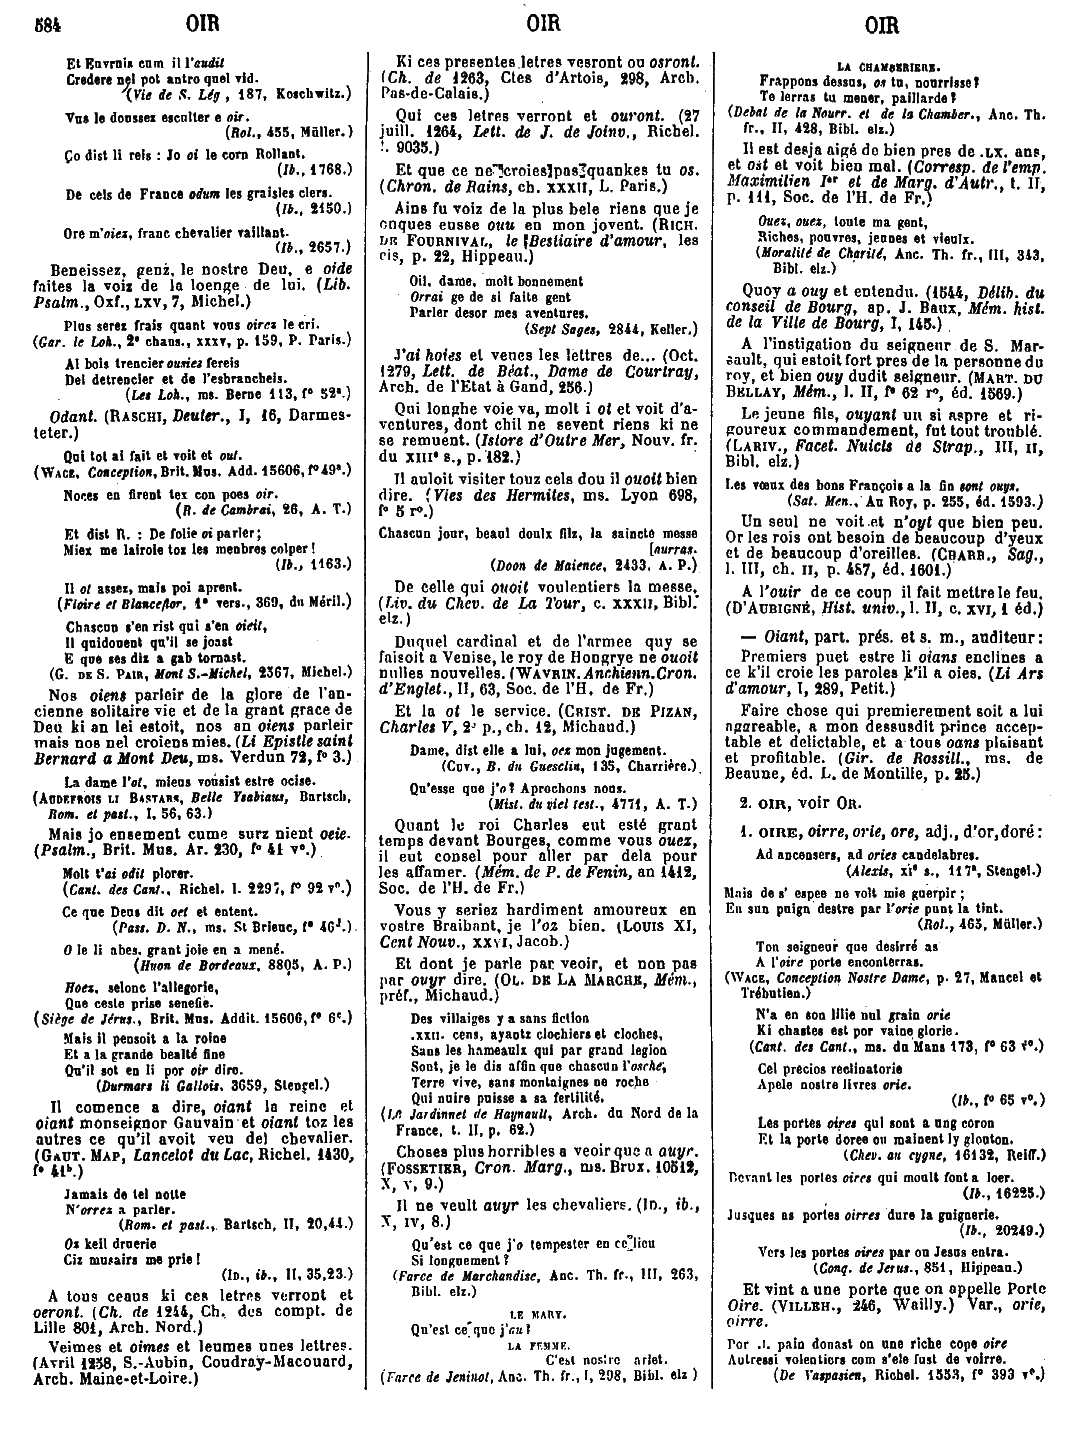 584 OIR OIR OIR
Et Euvrnis cum il l'audit
Credere nel pot antro quel vid.
(Vie de S. Lég, 187, Koschwitz.)
Vus le doussez esculter e oir.
(Rol., 455, Müller.)
Ço dist li reis : Jo oi le corn Rollant.
(Ib., 1768.)
De cels de France odum les graisles clers.
(Ib., 2150.)
Ore m'oiez, franc chevalier vaillant.
(Ib., 2657.)
Beneissez, genz, le nostre Deu, e oide
faites la voiz de la loenge de lui. (Lib.
Psalm., Oxf., LXV, 7, Michel.)
Plus serez frais quant vous oirez le cri.
(Gar. le Loh., 2e chans., XXXV, p. 159, P. Paris.)
Al bois trencier ouriez fereis
Del detrencier et de l'esbrancheis.
(Les Loh., ms. Berne 113, fº 52a.)
Odant. (RASCHI, Deuter., I, 16, Darmes-
teter.)
Qui tot ai fait et voit et out.
(WACE, Conception, Brit. Mus. Add. 15606, fº 49a.)
Noces en firent tex con poes oir.
(R. de Cambrai, 26, A. T.)
Et dist R. : De folie oi parler;
Miex me lairoie toz les menbres colper !
(Ib., 1163.)
Il ot assez, mais poi aprent.
(Floire et Blanceflor, 1e vers., 369, du Méril.)
Chascun s'en rist qui s'en oieit,
Il quidouent qu'il se joast
E que ses diz a gab tornast.
(G. DE S. PAIR, Mont S.-Michel, 2367, Michel.)
Nos oiens parleir de la glore de l'an-
cienne solitaire vie et de la grant grace de
Deu ki an lei estoit, nos an oiens parleir
mais nos nel croiens mies. (Li Epistle saint
Bernard a Mont Deu, ms. Verdun 72, fº 3.)
La dame l'ot, mieus vousist estre ocise.
(AUDEFROIS LI BASTARS, Belle Ysabiaus, Bartsch,
Rom. et past., I, 56, 63.)
Mais jo ensement cume surz nient oeie.
(Psalm., Brit. Mus. Ar. 230, fº 41 vº.)
Molt t'ai odit plorer.
(Cant. des Cant., Richel. l. 2297, fº 92 vº.)
Ce que Deus dit oet et entent.
(Pass. D. N., ms. St Brieuc, fº 46d.)
O le li abes, grant joie en a mené.
(Huon de Bordeaux, 8805, A. P.)
Hoez, selonc l'allegorie,
Que ceste prise senefie.
(Siège de Jérus., Brit. Mus. Addit. 15606, fº 6c.)
Mais il pensoit a la roine
Et a la grande bealté fine
Qu'il sot en li por oir dire.
(Durmars li Gallois, 3659, Stengel.)
Il comence a dire, oiant la reine et
oiant monseignor Gauvain et oiant toz les
autres ce qu'il avoit veu del chevalier.
(GAUT. MAP, Lancelot du Lac, Richel. 1430,
fº 41b.)
Jamais de tel notte
N'orrez a parler.
(Rom. et past., Bartsch, II, 20,41.)
Oz keil druerie
Ciz musairs me prie !
(ID., ib., II, 35,23.)
A tous ceaus ki ces letres verront et
oeront. (Ch. de 1244, Ch. des compt. de
Lille 801, Arch. Nord.)
Veimes et oimes et leumes unes lettres.
(Avril 1258, S.-Aubin, Coudray-Macouard,
Arch. Maine-et-Loire.)
Ki ces presentes letres vesront ou osront.
(Ch. de 1263, Ctes d'Artois, 298, Arch.
Pas-de-Calais.)
Qui ces letres verront et ouront. (27
juill. 1264, Lett. de J. de Joinv., Richel.
l. 9035.)
Et que ce ne croies pas quankes tu os.
(Chron. de Rains, ch. XXXII, L. Paris.)
Ains fu voiz de la plus bele riens que je
onques eusse ouu en mon jovent. (RICH.
DE FOURNIVAL, le Bestiaire d'amour, les
cis, p. 22, Hippeau.)
Oil, dame, molt bonnement
Orrai ge de si faite gent
Parler desor mes aventures.
(Sept Sages, 2844, Keller.)
J'ai hoies et veues les lettres de... (Oct.
1279, Lett. de Béat., Dame de Courtray,
Arch. de l'Etat à Gand, 256.)
Qui longhe voie va, molt i ot et voit d'a-
ventures, dont chil ne sevent riens ki ne
se remuent. (Istore d'Outre Mer, Nouv. fr.
du XIIIe s., p. 182.)
Il auloit visiter touz cels dou il ouoit bien
dire. (Vies des Hermites, ms. Lyon 698,
fº 5 rº.)
Chascun jour, beaul doulx filz, la saincte messe
[aurras.
(Doon de Maience, 2433, A. P.)
De celle qui ouoit voulentiers la messe.
(Liv. du Chev. de La Tour, c. XXXII, Bibl.
elz.)
Duquel cardinal et de l'armee quy se
faisoit a Venise, le roy de Hongrye ne ouoit
nulles nouvelles. (WAVRIN. Anchienn. Cron.
d'Englet., II, 63, Soc. de l'H. de Fr.)
Et la ot le service. (CRIST. DE PIZAN,
Charles V, 2e p., ch. 12, Michaud.)
Dame, dist elle a lui, oez mon jugement.
(CUV., B. du Guesclin, 135, Charrière.)
Qu'esse que j'o? Aprochons nous.
(Mist. du viel test., 4771, A. T.)
Quant le roi Charles eut esté grant
temps devant Bourges, comme vous ouez,
il eut consel pour aller par dela pour
les affamer. (Mém. de P. de Fenin, an 1412,
Soc. de l'H. de Fr.)
Vous y seriez hardiment amoureux en
vostre Braibant, je l'oz bien. (LOUIS XI,
Cent Nouv., XXVI, Jacob.)
Et dont je parle par veoir, et non pas
par ouyr dire. (OL. DE LA MARCHE, Mém.,
préf., Michaud.)
Des villaiges y a sans fiction
.XXII. cens, ayantz clochiers et cloches,
Sans les hameaulx qui par grand legion
Sont, je le dis affin que chascun l'osche,
Terre vive, sans montaignes ne roche
Qui nuire puisse a sa fertilité.
(Le Jardinnet de Haynault, Arch. du Nord de la
France, t. II, p. 62.)
Choses plus horribles a veoir que a auyr.
(FOSSETIER, Cron. Marg., ms. Brux. 10512,
X, V, 9.)
Il ne veult auyr les chevaliers. (ID., ib.,
X, IV, 8.)
Qu'est ce que j'o tempester en ce lieu
Si longuement ?
(Farce de Marchandise, Anc. Th. fr., III, 263,
Bibl. elz.)
LE MARY.
Qu'est ce que j'au ?
LA FEMME.
C'est nostre varlet.
(Farce de Jeninot, Anc. Th. fr., I, 298, Bibl. elz )
LA CHAMBERIERE.
Frappons dessus, os tu, nourrisse ?
Te lerras tu mener, paillarde ?
(Debat de la Nourr. et de la Chamber., Anc. Th.
fr., II, 428, Bibl. elz.)
Il est desja aigé de bien pres de .LX. ans,
et ost et voit bien mal. (Corresp. de l'emp.
Maximilien Ier et de Marg. d'Autr., t. II,
p. 111, Soc. de l'H. de Fr.)
Ouez, ouez, toute ma gent,
Riches, pouvres, jeunes et vieulx.
(Moralité de Charité, Anc. Th. fr., III, 343,
Bibl. elz.)
Quoy a ouy et entendu. (1544, Délib. du
conseil de Bourg, ap. J. Baux, Mém. hist.
de la Ville de Bourg, I, 145.)
A l'instigation du seigneur de S. Mar-
sault, qui estoit fort pres de la personne du
roy, et bien ouy dudit seigneur. (MART. DU
BELLAY, Mém., l. II, fº 62 rº, éd. 1569.)
Le jeune fils, ouyant un si aspre et ri-
goureux commandement, fut tout troublé.
(LARIV., Facet. Nuicts de Strap., III, II,
Bibl. elz.)
Les vœux des bons François a la fin sont ouys.
(Sat. Men., Au Roy, p. 255, éd. 1593.)
Un seul ne voit et n'oyt que bien peu.
Or les rois ont besoin de beaucoup d'yeux
et de beaucoup d'oreilles. (CHARR., Sag.,
l. III, ch. II, p. 487, éd. 1601.)
A l'ouir de ce coup il fait mettre le feu.
(D'AUBIGNÉ, Hist. univ., l. II, c. XVI, 1 éd.)
— Oiant, part. prés. et s. m., auditeur :
Premiers puet estre li oians enclines a
ce k'il croie les paroles k'il a oies. (Li Ars
d'amour, I, 289, Petit.)
Faire chose qui premierement soit a lui
aggreable, a mon dessusdit prince accep-
table et delictable, et a tous oans plaisant
et profitable. (Gir. de Rossill., ms. de
Beaune, éd. L. de Montille, p. 25.)
2. OIR, voir OR.
1. OIRE, oirre, orie, ore, adj., d'or, doré :
Ad ancensers, ad ories candelabres.
(Alexis, XIe s., 117a, Stengel.)
Mais de s' espee ne volt mie guerpir ;
En sun puign destre par l'orie punt la tint.
(Rol., 465, Müller.)
Ton seigneur que desirré as
A l'oire porte enconterras.
(WACE, Conception Nostre Dame, p. 27, Mancel et
Trébutien.)
N'a en son lilie nul grain orie
Ki chastes est por vaine glorie.
(Cant. des Cant., ms. du Mans 173, fº 63 vº.)
Cel precios reclinatorie
Apele nostre livres orie.
(Ib., fº 65 vº.)
Les portes oires qui sont a ung coron
Et la porte doree ou mainent ly glouton.
(Chev. au cygne, 16132, Reiff.)
Devant les portes oires qui moult font a loer.
(Ib., 16225.)
Jusques as portes oirres dure la gaignerie.
(Ib., 20249.)
Vers les portes oires par ou Jesus entra.
(Conq. de Jerus., 851, Hippeau.)
Et vint a une porte que on appelle Porte
Oire. (VILLEH., 246, Wailly.) Var., orie,
oirre.
Por .I. pain donast on une riche cope oire
Autressi volentiers com s'ele fust de voirre.
(De Vaspasien, Richel. 1553, fº 393 vº.)